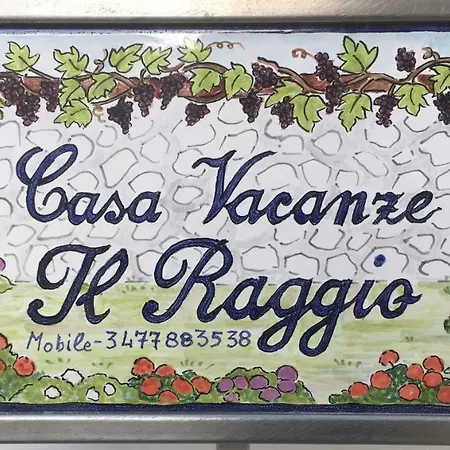 Casa Vacanze
Il Raggio
Mobile-3477883538